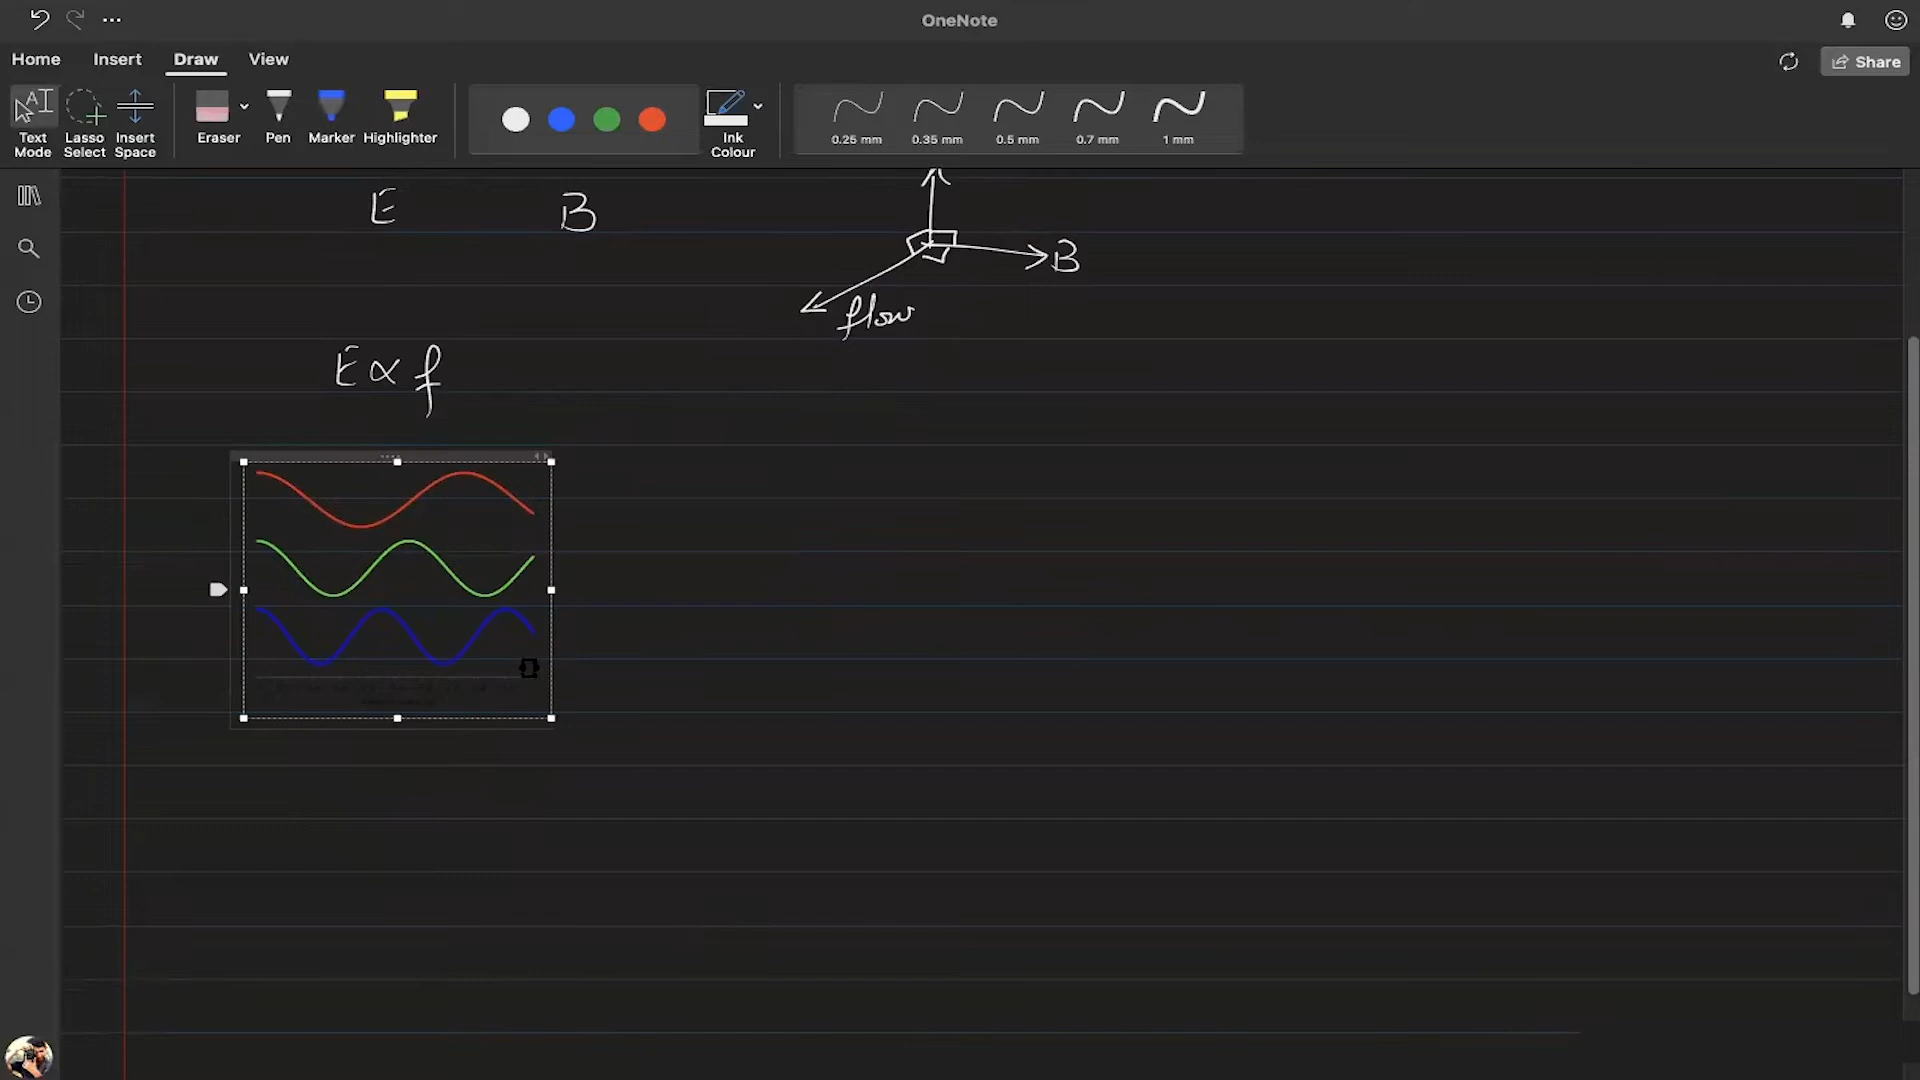 OneNote
Home Insert Draw View
Share
Text Mode
Lasso Select
Insert Space
Eraser
Pen
Marker
Highlighter
Ink Colour
0.25 mm
0.35 mm
0.5 mm
0.7 mm
1 mm
E B
B
flow
E ∝ f